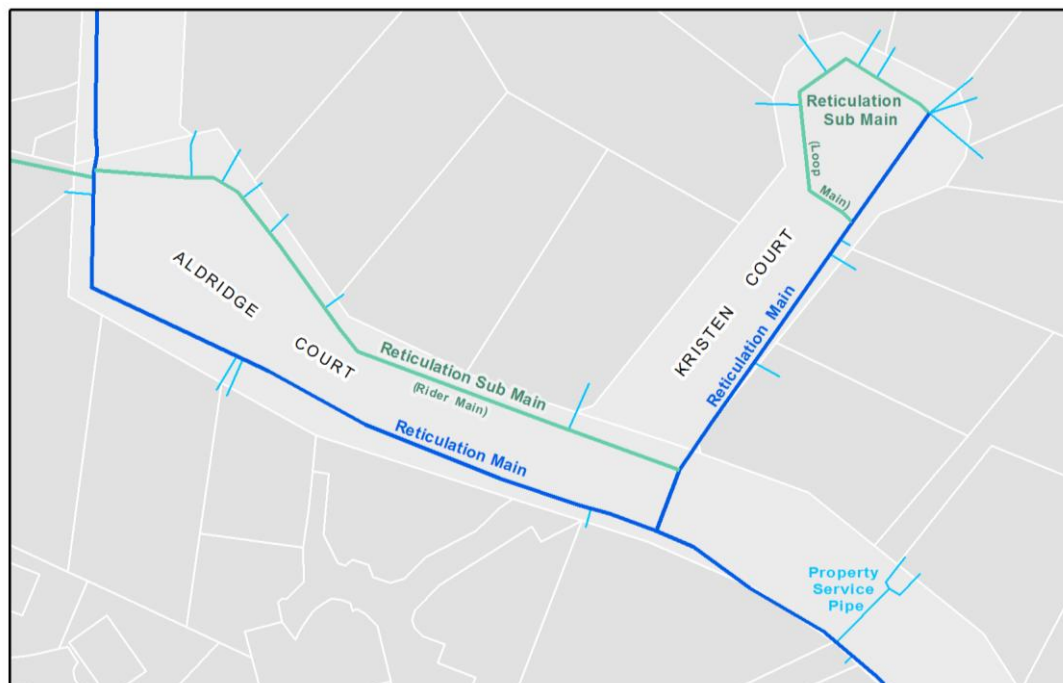 Reticulation
Sub Main
(Loop
Main)
ALDRIDGE
COURT
KRISTEN COURT
Reticulation Main
Reticulation Sub Main
(Rider Main)
Reticulation Main
Property
Service
Pipe